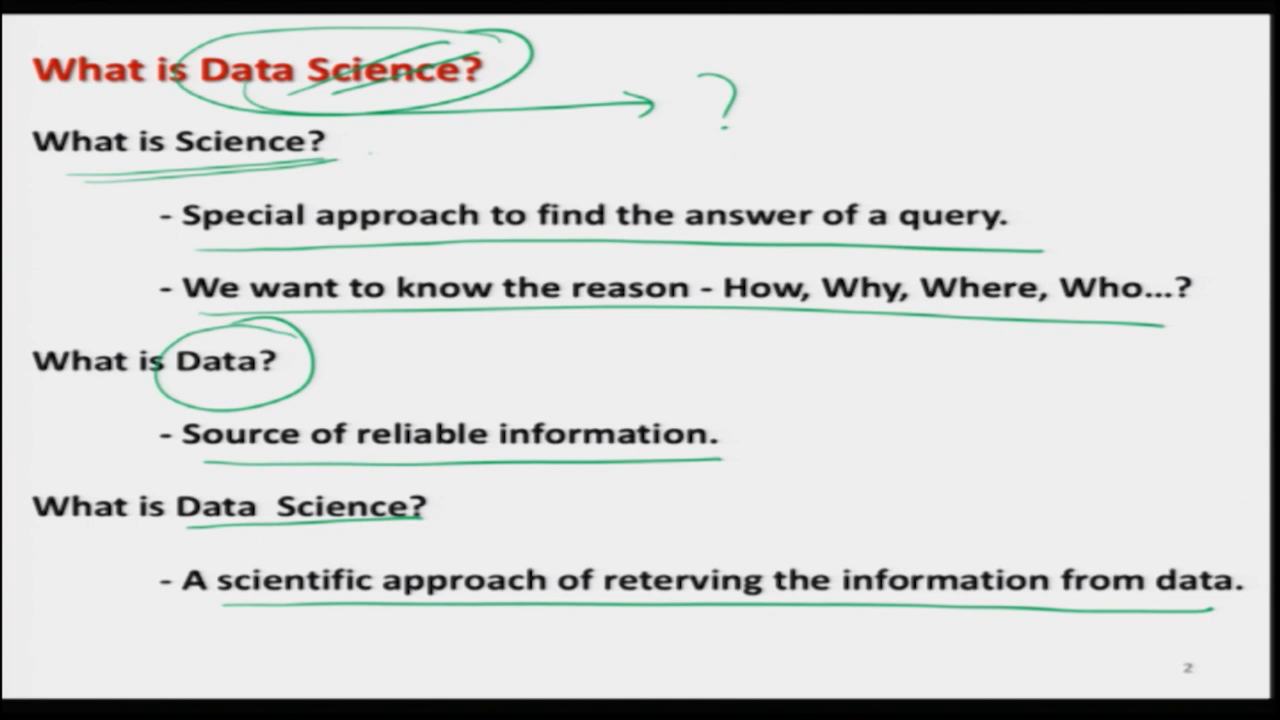 What is Data Science?
?
What is Science?
- Special approach to find the answer of a query.
- We want to know the reason - How, Why, Where, Who...?
What is Data?
- Source of reliable information.
What is Data Science?
- A scientific approach of reterving the information from data.
2